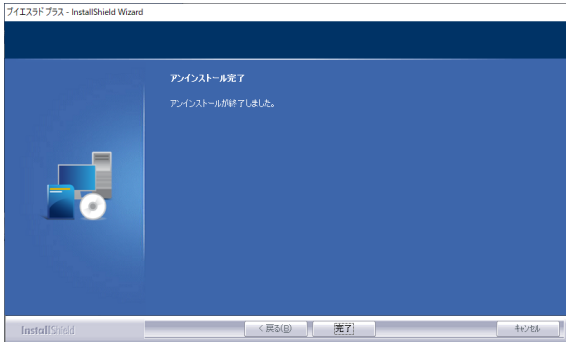 ブイエスラド プラス - InstallShield Wizard
アンインストール完了
アンインストールが終了しました。
InstallShield
< 戻る(B)
完了
キャンセル